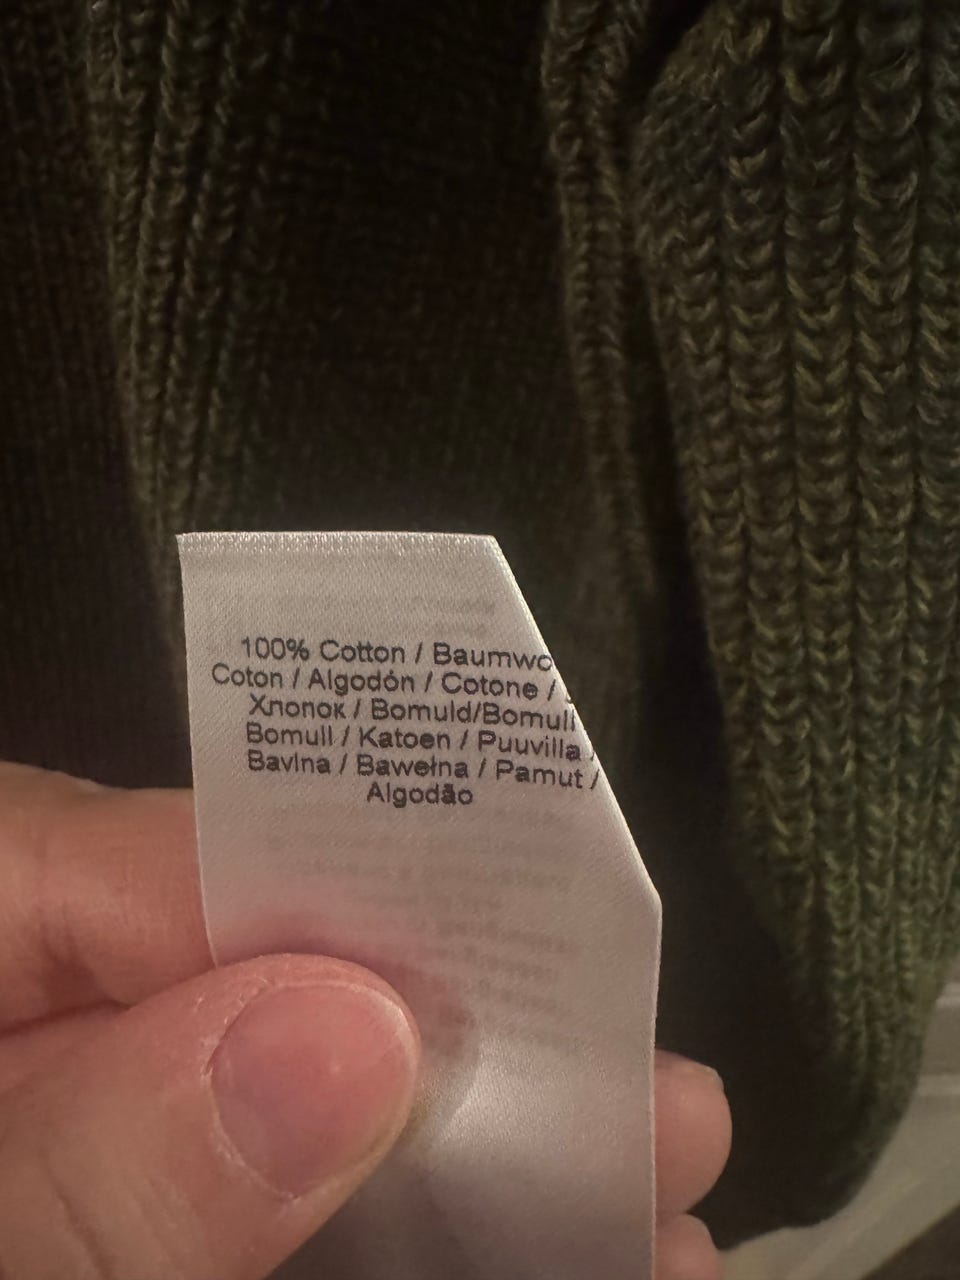 100% Cotton / Baumwo
Coton / Algodón / Cotone /
Хлопок / Bomuld/Bomull
Bomull / Katoen / Puuvilla /
Bavlna / Bawełna / Pamut /
Algodão